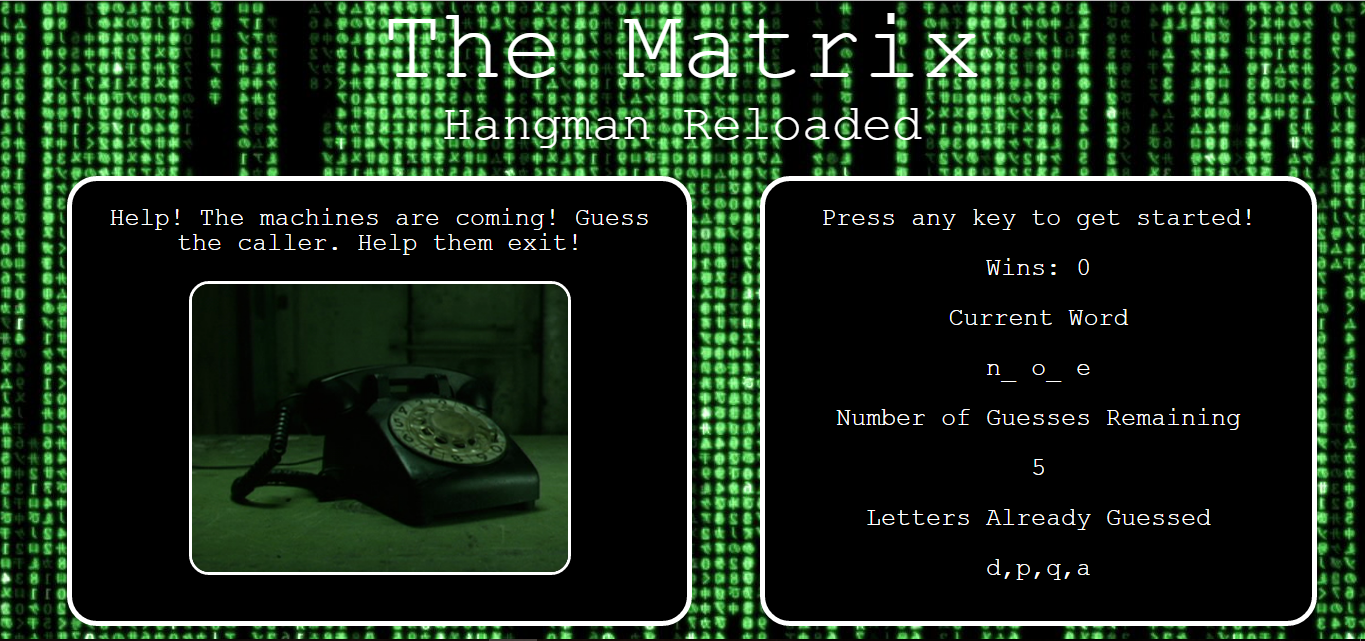 The Matrix
Hangman Reloaded
Help! The machines are coming! Guess
the caller. Help them exit!
Press any key to get started!
Wins: 0
Current Word
n_ o_ e
Number of Guesses Remaining
5
Letters Already Guessed
d,p,q,a